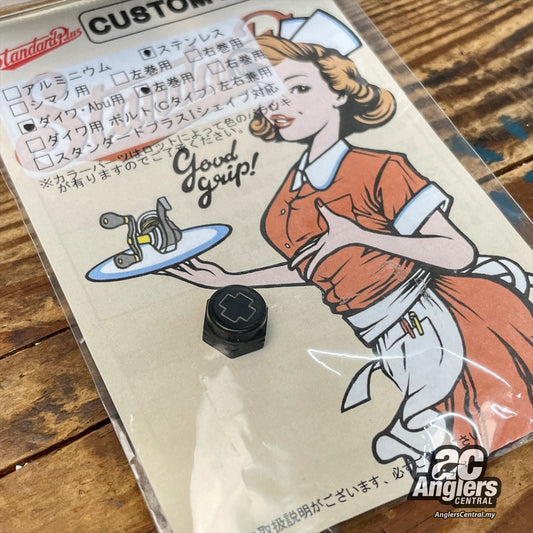 Standard Plus
CUSTOM
□アルミニウム ■ステンレス
□シマノ用 □左巻用 □右巻用
■ダイワ・Abu用 ■左巻用 □右巻用
□ダイワ用 ボルト(Cタイプ)左右兼用
□スタンダードプラス1シェイプ対応
※カラーパーツはロットによって色の
が有りますのでご了承ください。
Good
grip!
取扱説明がございます、必ず
ac
Anglers
CENTRAL
AnglersCentral.my